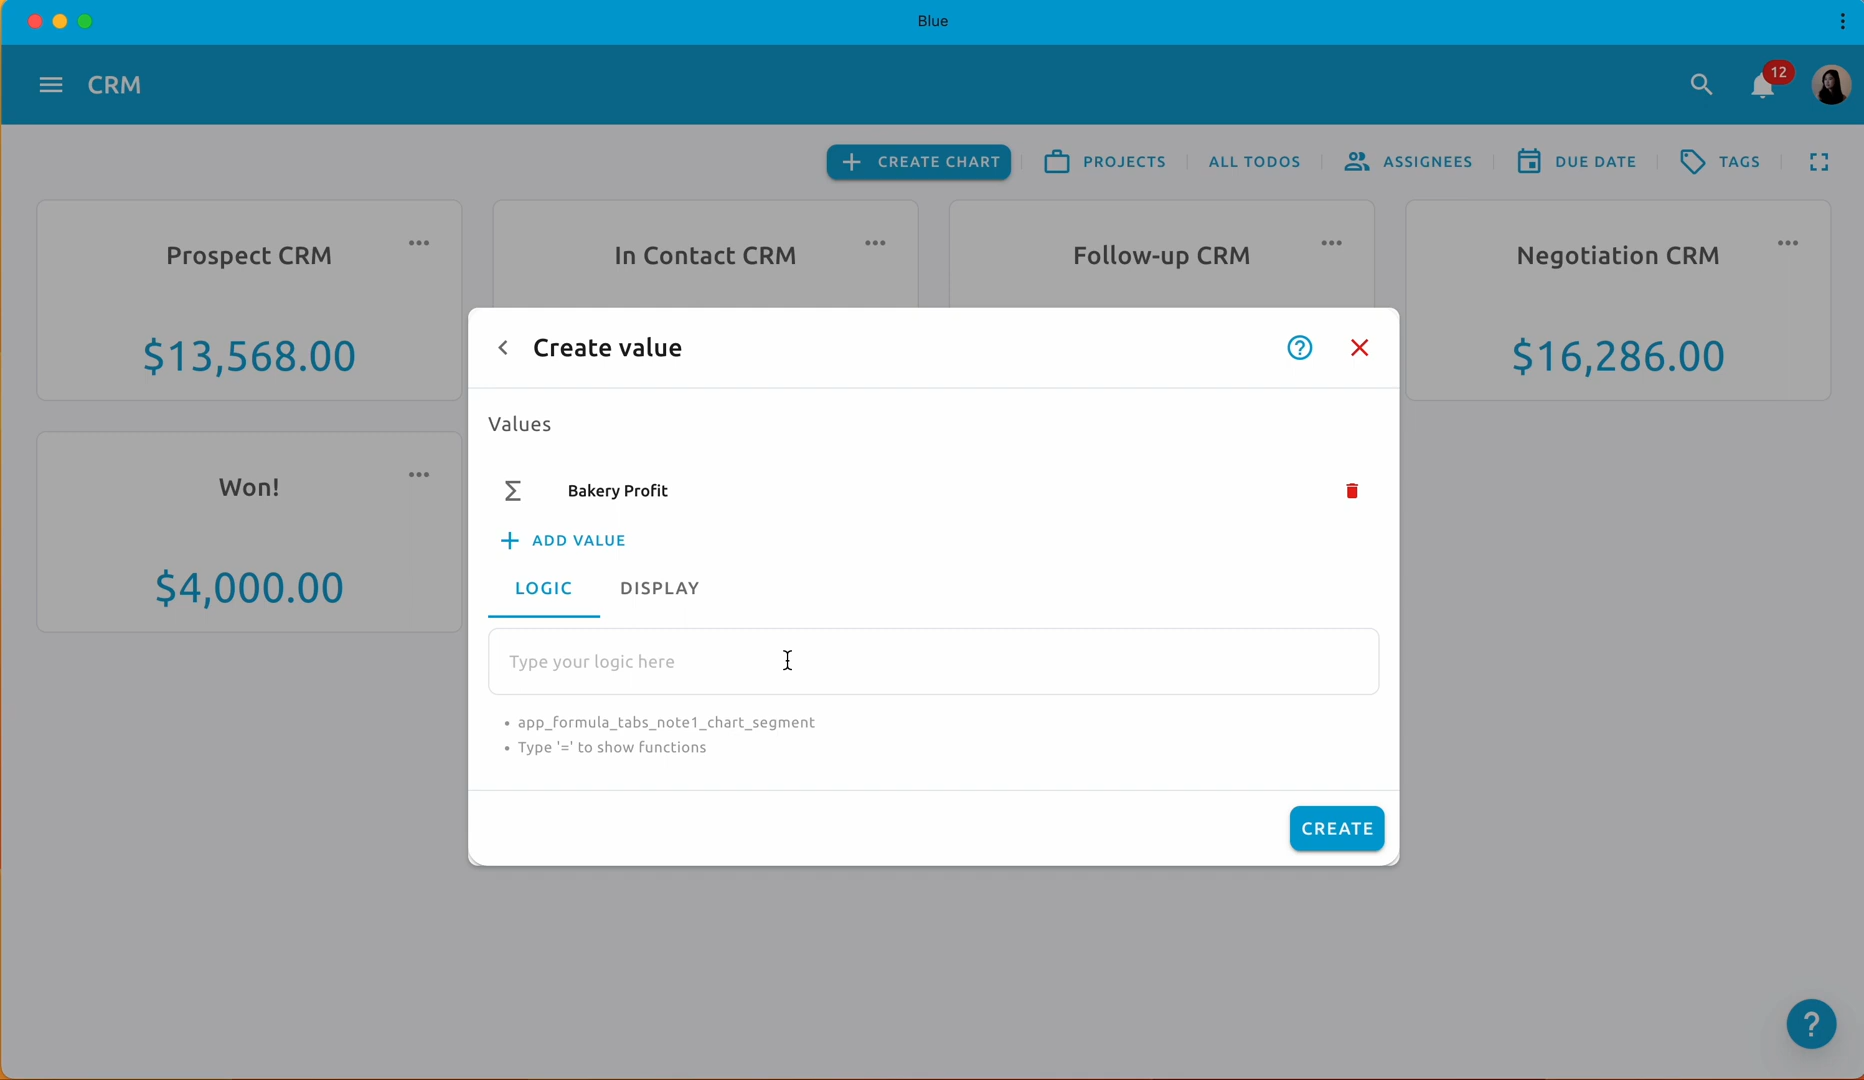 Blue
CRM
12
CREATE CHART
PROJECTS
ALL TODOS
ASSIGNEES
DUE DATE
TAGS
Prospect CRM
$13,568.00
In Contact CRM
Follow-up CRM
Negotiation CRM
$16,286.00
Won!
$4,000.00
Create value
Values
Bakery Profit
ADD VALUE
LOGIC
DISPLAY
Type your logic here
• app_formula_tabs_note1_chart_segment
• Type '=' to show functions
CREATE
?